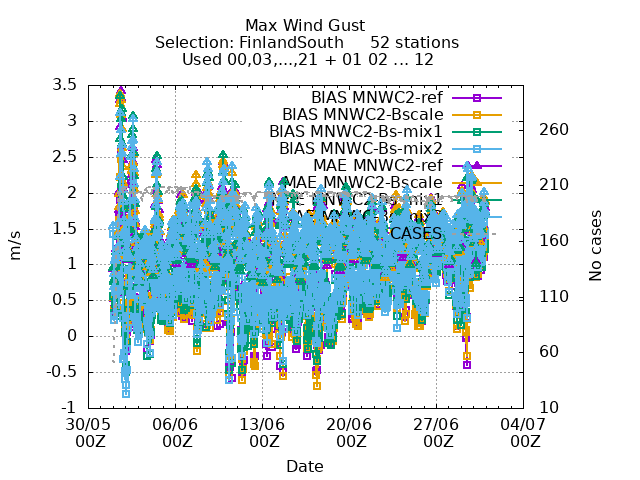 Max Wind Gust
Selection: FinlandSouth 52 stations
Used 00,03,...,21 + 01 02 ... 12
BIAS MNWC2-ref
BIAS MNWC2-Bscale
BIAS MNWC2-Bs-mix1
BIAS MNWC-Bs-mix2
MAE MNWC2-ref
MAE MNWC2-Bscale
CASES
m/s
3.5
3
2.5
2
1.5
1
0.5
0
-0.5
-1
No cases
260
210
160
110
60
10
30/05 06/06 13/06 20/06 27/06 04/07
00Z 00Z 00Z 00Z 00Z 00Z
Date